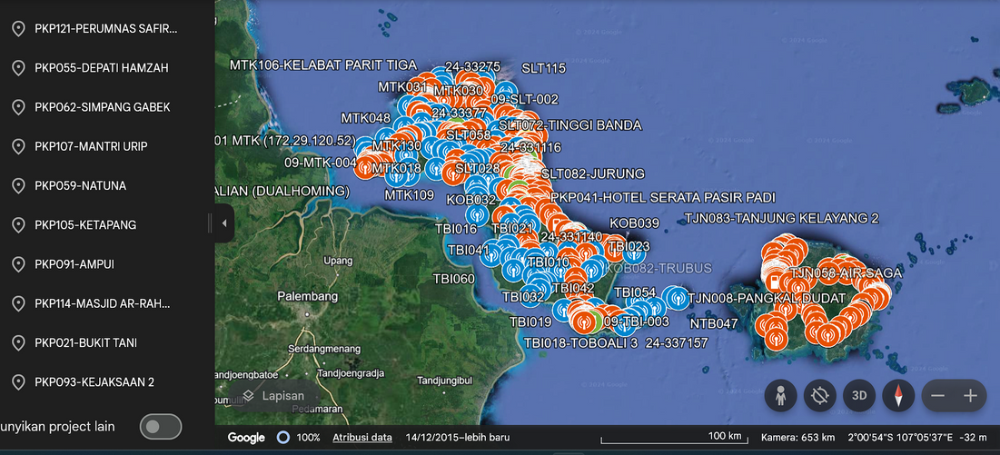 PKP121-PERUMNAS SAFIR...
PKP055-DEPATI HAMZAH
PKP062-SIMPANG GABEK
PKP107-MANTRI URIP
PKP059-NATUNA
PKP105-KETAPANG
PKP091-AMPUI
PKP114-MASJID AR-RAH...
PKP021-BUKIT TANI
PKP093-KEJAKSAAN 2
unyikan project lain
MTK106-KELABAT PARIT TIGA
24-33275
SLT115
MTK031
MTK030
09-SLT-002
MTK048
24-33377
SLT072-TINGGI BANDA
01 MTK (172.29.120.52)
MTK130
SLT058
24-331116
09-MTK-004
MTK018
SLT028
SLT082-JURUNG
ALIAN (DUALHOMING)
MTK109
KOB032
PKP041-HOTEL SERATA PASIR PADI
TBI016
TBI021
24-331140
KOB039
TJN083-TANJUNG KELAYANG 2
TBI041
TBI010
TBI023
KOB082-TRUBUS
TJN058-AIR SAGA
TBI060
TBI032
TBI042
TBI054
TJN008-PANGKAL DUDAT
TBI019
09-TBI-003
NTB047
TBI018-TOBOALI 3
24-337157
Upang
Palembang
Serdangmenang
Tandjoengbatoe
Tandjoengradja
Tandjungibul
Pedamaran
Lapisan
3D
Google
100%
Atribusi data
14/12/2015–lebih baru
100 km
Kamera: 653 km
2°00'54"S 107°05'37"E
-32 m